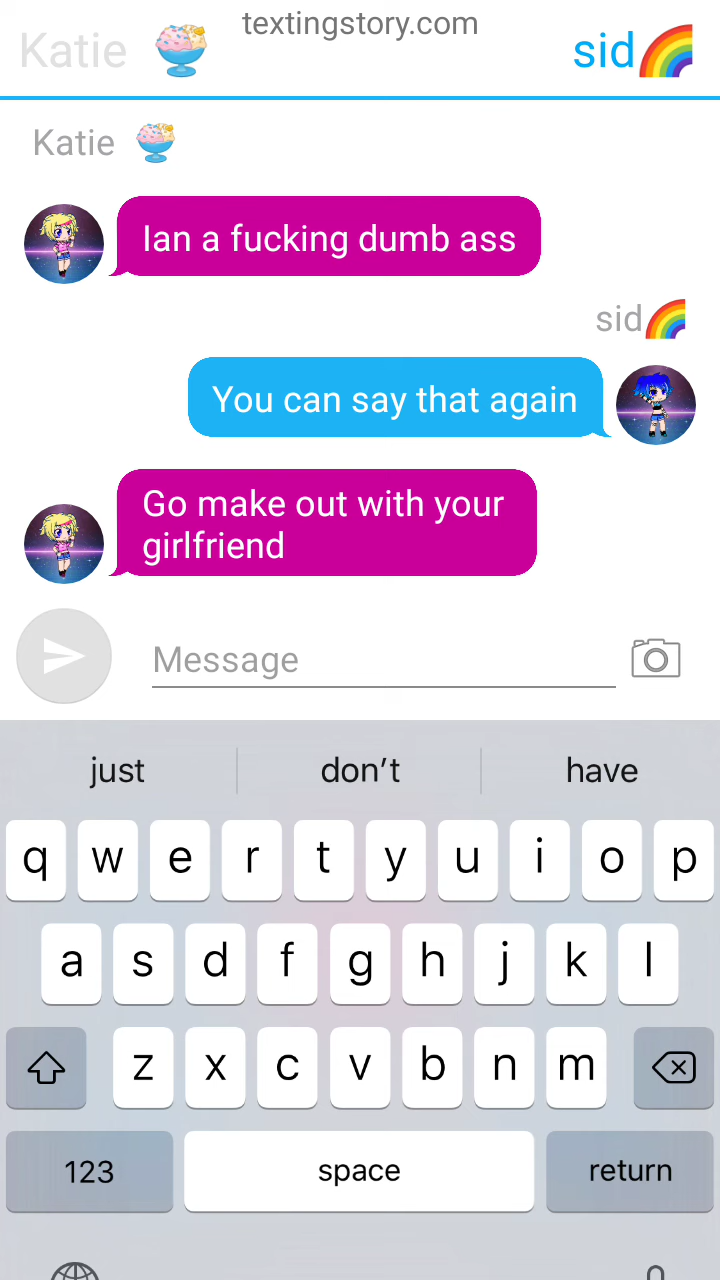 textingstory.com
Katie 🍨 sid🌈
Katie 🍨
Ian a fucking dumb ass
sid🌈
You can say that again
Go make out with your
girlfriend
Message
just don't have
q w e r t y u i o p
a s d f g h j k l
z x c v b n m
123 space return